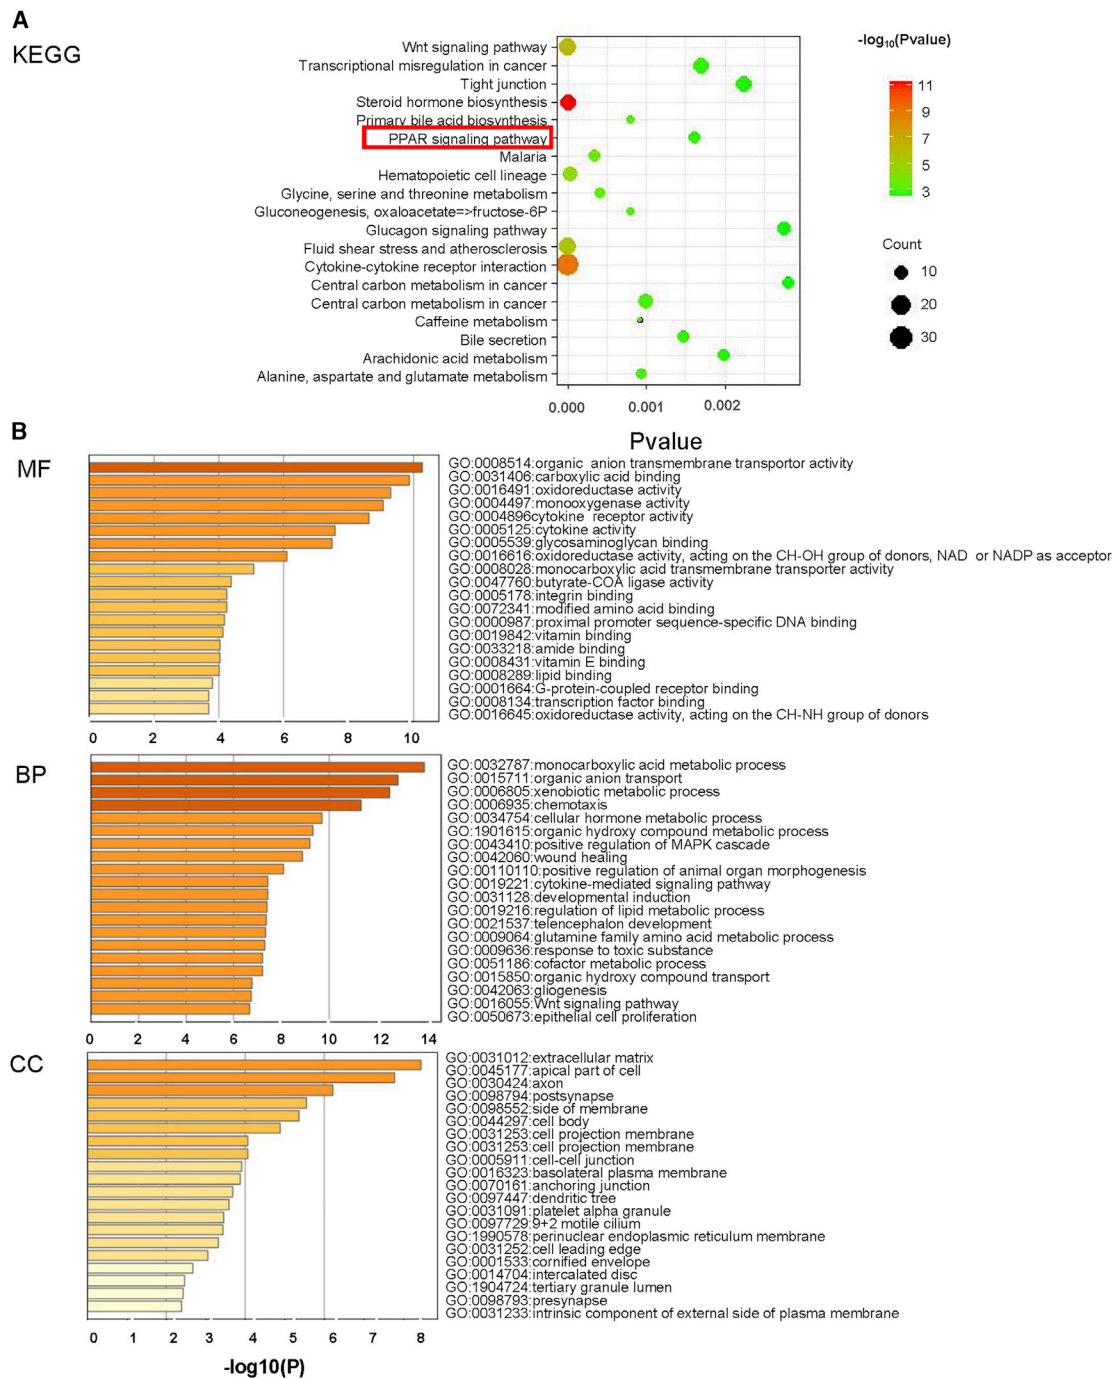 A
KEGG
Wnt signaling pathway
Transcriptional misregulation in cancer
Tight junction
Steroid hormone biosynthesis
Primary bile acid biosynthesis
PPAR signaling pathway
Malaria
Hematopoietic cell lineage
Glycine, serine and threonine metabolism
Gluconeogenesis, oxaloacetate=>fructose-6P
Glucagon signaling pathway
Fluid shear stress and atherosclerosis
Cytokine-cytokine receptor interaction
Central carbon metabolism in cancer
Central carbon metabolism in cancer
Caffeine metabolism
Bile secretion
Arachidonic acid metabolism
Alanine, aspartate and glutamate metabolism
0.000 0.001 0.002
Pvalue
-log10(Pvalue)
11
9
7
5
3
Count
10
20
30
B
MF
GO:0008514:organic anion transmembrane transportor activity
GO:0031406:carboxylic acid binding
GO:0016491:oxidoreductase activity
GO:0004497:monooxygenase activity
GO:0004896cytokine receptor activity
GO:0005125:cytokine activity
GO:0005539:glycosaminoglycan binding
GO:0016616:oxidoreductase activity, acting on the CH-OH group of donors, NAD or NADP as acceptor
GO:0008028:monocarboxylic acid transmembrane transporter activity
GO:0047760:butyrate-COA ligase activity
GO:0005178:integrin binding
GO:0072341:modified amino acid binding
GO:0000987:proximal promoter sequence-specific DNA binding
GO:0019842:vitamin binding
GO:0033218:amide binding
GO:0008431:vitamin E binding
GO:0008289:lipid binding
GO:0001664:G-protein-coupled receptor binding
GO:0008134:transcription factor binding
GO:0016645:oxidoreductase activity, acting on the CH-NH group of donors
0 2 4 6 8 10
BP
GO:0032787:monocarboxylic acid metabolic process
GO:0015711:organic anion transport
GO:0006805:xenobiotic metabolic process
GO:0006935:chemotaxis
GO:0034754:cellular hormone metabolic process
GO:1901615:organic hydroxy compound metabolic process
GO:0043410:positive regulation of MAPK cascade
GO:0042060:wound healing
GO:00110110:positive regulation of animal organ morphogenesis
GO:0019221:cytokine-mediated signaling pathway
GO:0031128:developmental induction
GO:0019216:regulation of lipid metabolic process
GO:0021537:telencephalon development
GO:0009064:glutamine family amino acid metabolic process
GO:0009636:response to toxic substance
GO:0051186:cofactor metabolic process
GO:0015850:organic hydroxy compound transport
GO:0042063:gliogenesis
GO:0016055:Wnt signaling pathway
GO:0050673:epithelial cell proliferation
0 2 4 6 8 10 12 14
CC
GO:0031012:extracellular matrix
GO:0045177:apical part of cell
GO:0030424:axon
GO:0098794:postsynapse
GO:0098552:side of membrane
GO:0044297:cell body
GO:0031253:cell projection membrane
GO:0031253:cell projection membrane
GO:0005911:cell-cell junction
GO:0016323:basolateral plasma membrane
GO:0070161:anchoring junction
GO:0097447:dendritic tree
GO:0031091:platelet alpha granule
GO:0097729:9+2 motile cilium
GO:1990578:perinuclear endoplesmic reticulum membrane
GO:0031252:cell leading edge
GO:0001533:cornified envelope
GO:0014704:intercalated disc
GO:1904724:tertiary granule lumen
GO:0098793:presynapse
GO:0031233:intrinsic component of external side of plasma membrane
0 1 2 3 4 5 6 7 8
-log10(P)